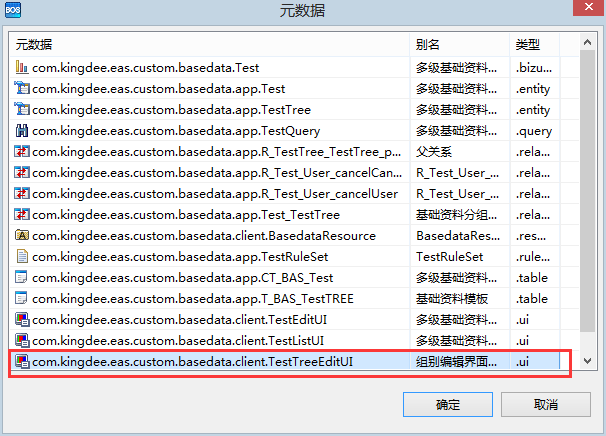 BOS 元数据
元数据 别名 类型
com.kingdee.eas.custom.basedata.Test 多级基础资料... .bizu...
com.kingdee.eas.custom.basedata.app.Test 多级基础资料... .entity
com.kingdee.eas.custom.basedata.app.TestTree 多级基础资料... .entity
com.kingdee.eas.custom.basedata.app.TestQuery 多级基础资料... .query
com.kingdee.eas.custom.basedata.app.R_TestTree_TestTree_p... 父关系 .rela...
com.kingdee.eas.custom.basedata.app.R_Test_User_cancelCan... R_Test_User_... .rela...
com.kingdee.eas.custom.basedata.app.R_Test_User_cancelUser R_Test_User_... .rela...
com.kingdee.eas.custom.basedata.app.Test_TestTree 基础资料分组... .rela...
com.kingdee.eas.custom.basedata.client.BasedataResource BasedataRes... .res...
com.kingdee.eas.custom.basedata.app.TestRuleSet TestRuleSet .rule...
com.kingdee.eas.custom.basedata.app.CT_BAS_Test 多级基础资料... .table
com.kingdee.eas.custom.basedata.app.T_BAS_TestTREE 基础资料模板 .table
com.kingdee.eas.custom.basedata.client.TestEditUI 多级基础资料... .ui
com.kingdee.eas.custom.basedata.client.TestListUI 多级基础资料... .ui
com.kingdee.eas.custom.basedata.client.TestTreeEditUI 组别编辑界面... .ui
确定 取消